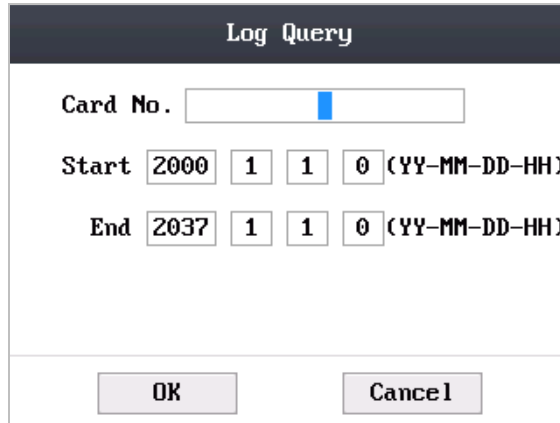 Log Query
Card No.
Start 2000 1 1 0 (YY-MM-DD-HH)
End 2037 1 1 0 (YY-MM-DD-HH)
OK Cancel